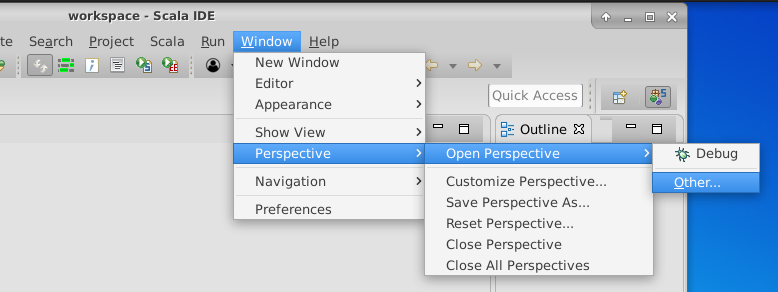 workspace - Scala IDE
te Search Project Scala Run Window Help
New Window
Editor
Appearance
Show View
Perspective
Navigation
Preferences
Quick Access
Outline
Open Perspective
Customize Perspective...
Save Perspective As...
Reset Perspective...
Close Perspective
Close All Perspectives
Debug
Other...